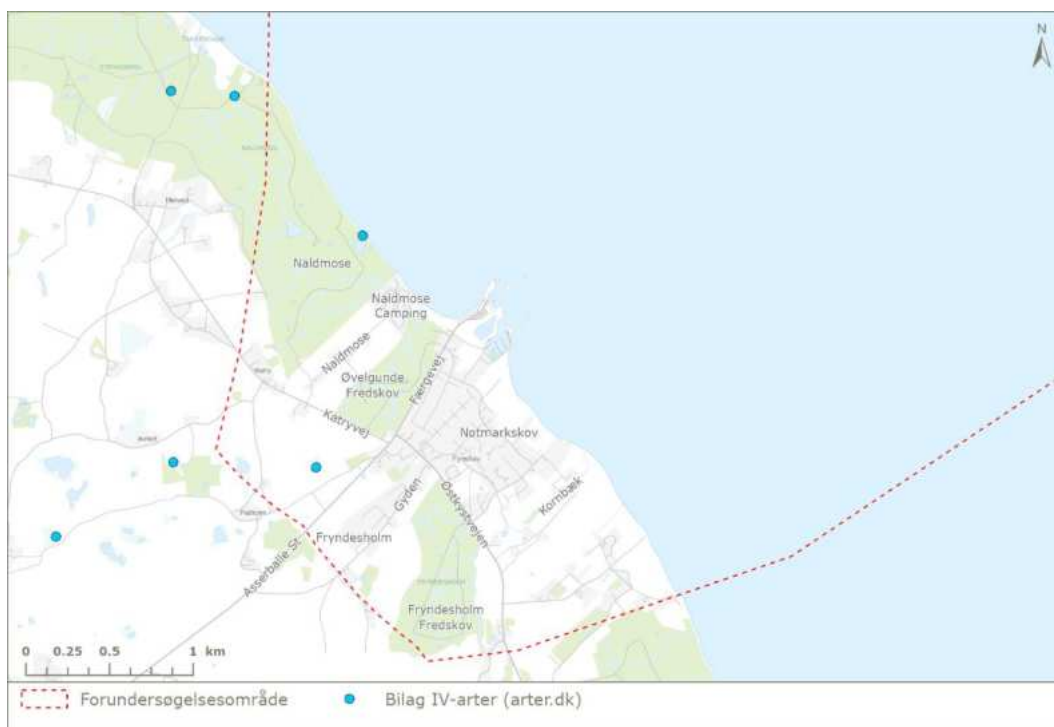 N
Naldmose
Naldmose
Camping
Naldmose
Øvelgunde
Fredskov
Færgevej
Katryvej
Notmarkskov
Fynshav
Gyden
Østkystvejen
Kornbæk
Fryndesholm
Asserballe St.
Fryndesholm
Fredskov
0 0.25 0.5 1 km
Forundersøgelsesområde
Bilag IV-arter (arter.dk)